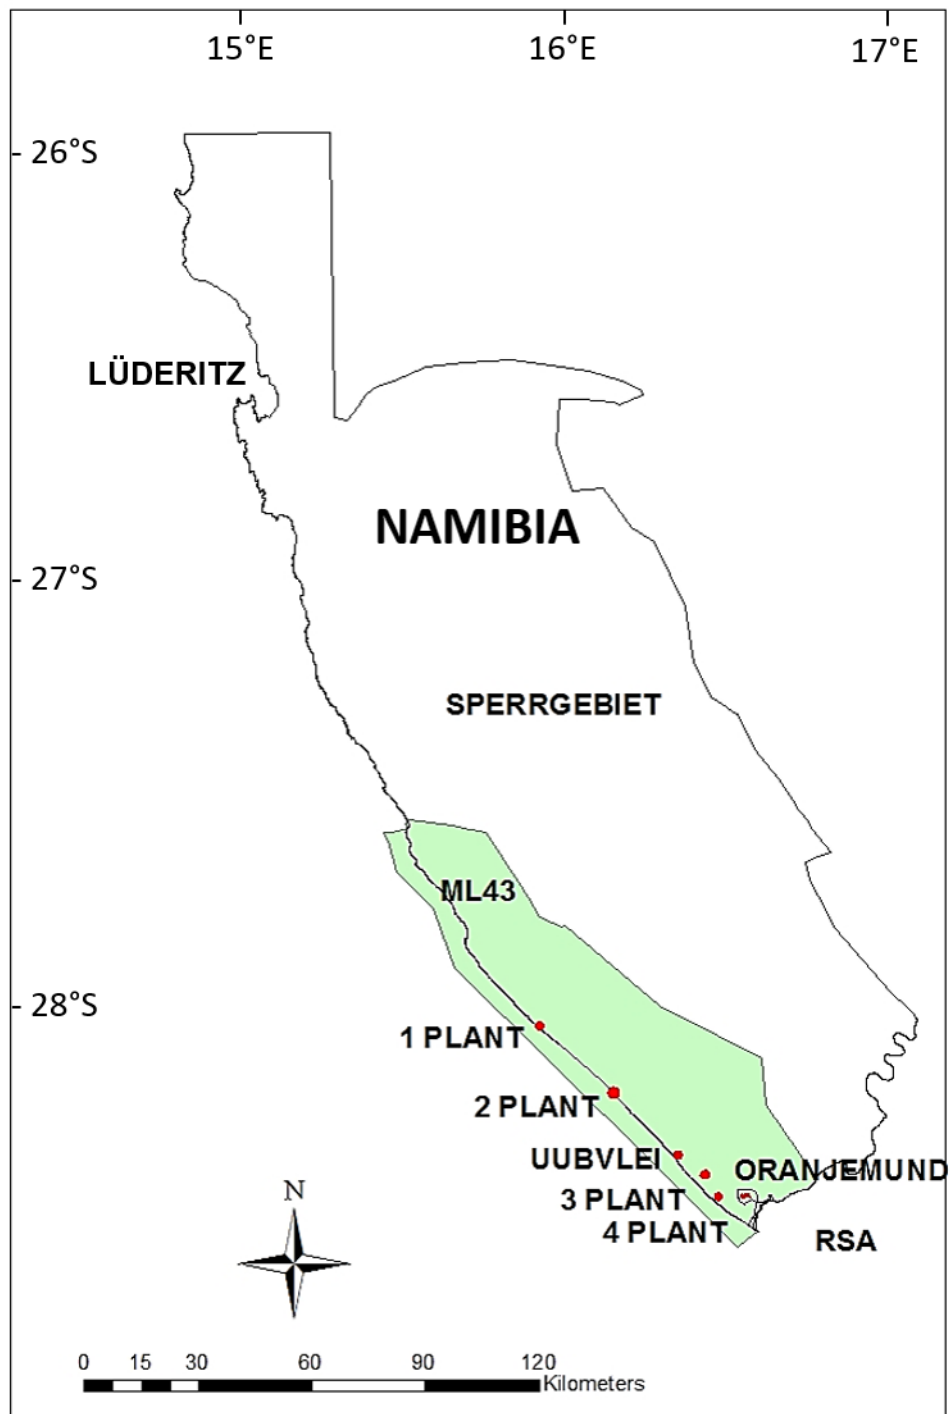 15°E 16°E 17°E
- 26°S
LÜDERITZ
NAMIBIA
- 27°S
SPERRGEBIET
ML43
- 28°S
1 PLANT
2 PLANT
UUBVLEI
ORANJEMUND
3 PLANT
4 PLANT
RSA
N
0 15 30 60 90 120
Kilometers